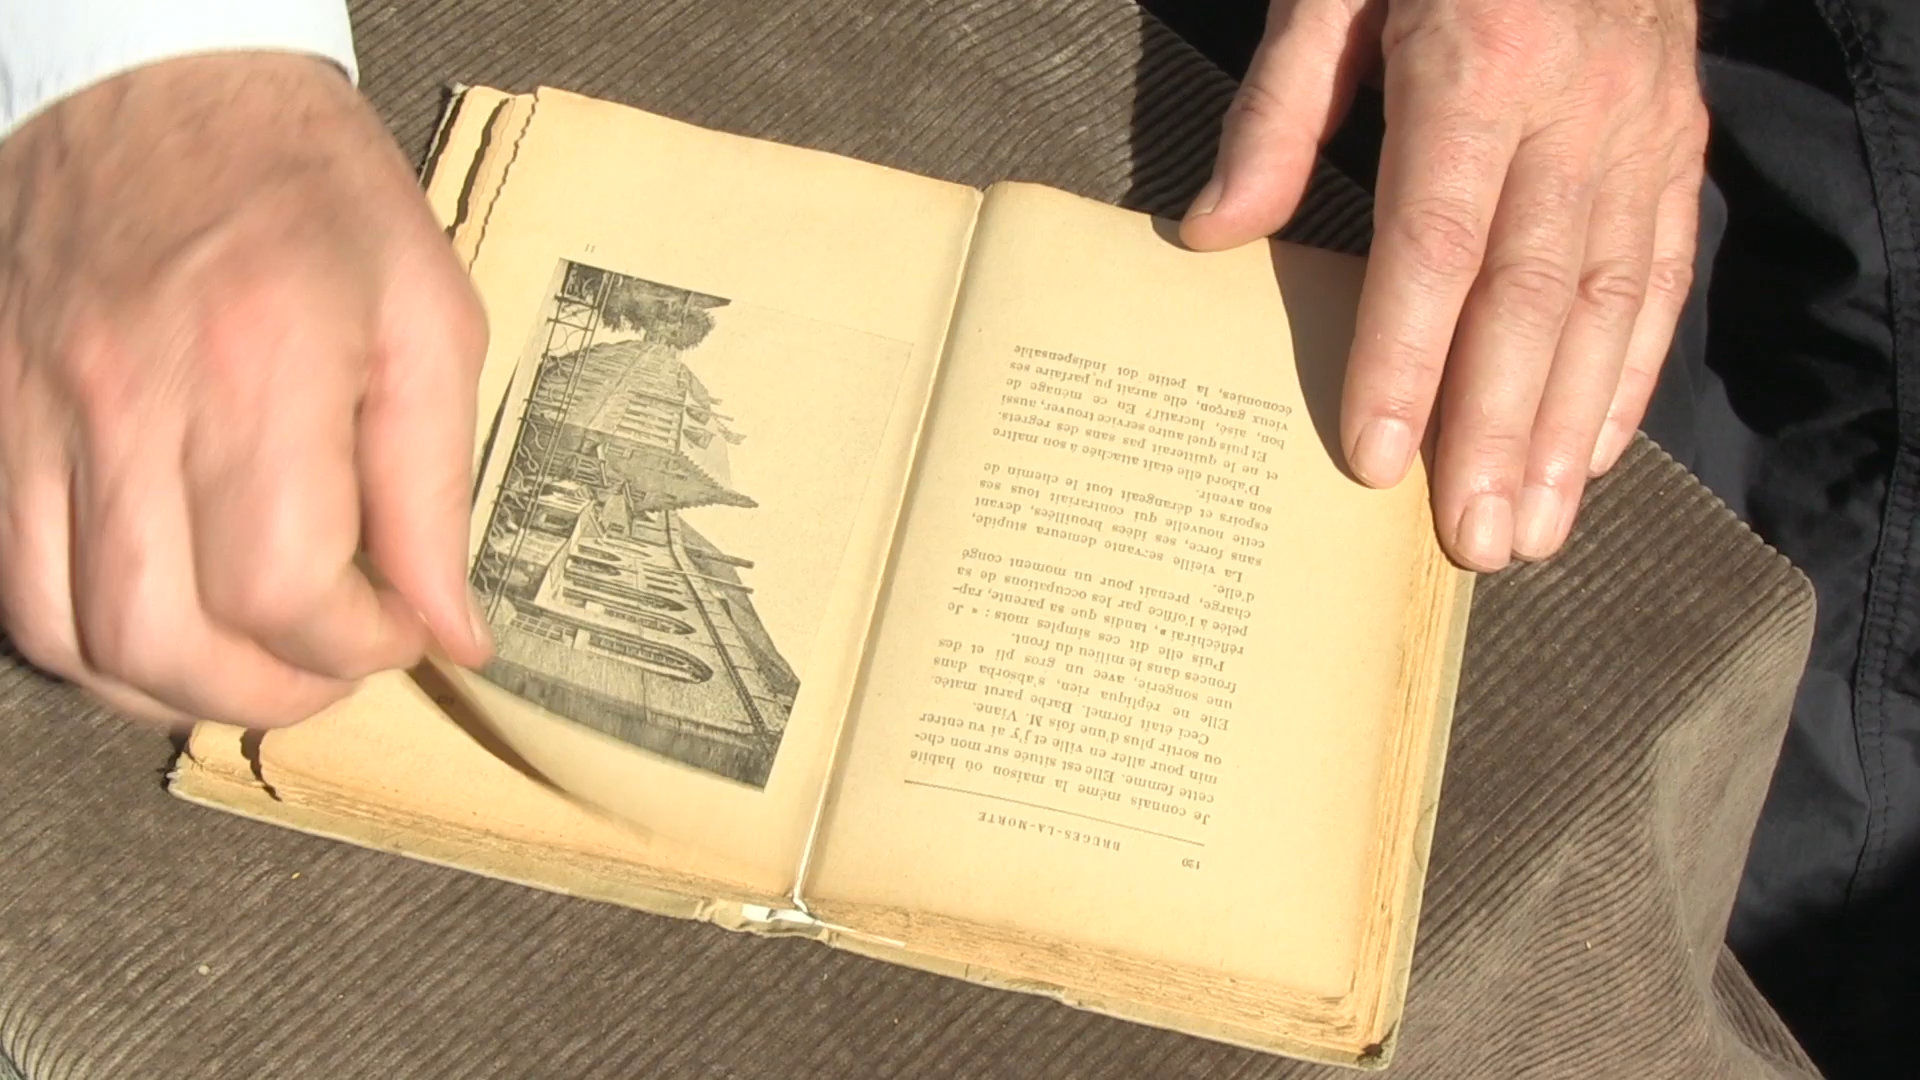 120
BRUGES-LA-MORTE
Je connais même la maison où habite
cette femme. Elle est située sur mon che-
min pour aller en ville et j'y ai vu entrer
ou sortir plus d'une fois M. Viane.
Ceci était formel. Barbe parut matée.
Elle ne répliqua rien, s'absorba dans
une songerie, avec un gros pli et des
fronces dans le milieu du front.
Puis elle dit ces simples mots : « Je
réfléchirai », tandis que sa parente, rap-
pelée à l'office par les occupations de sa
charge, prenait pour un moment congé
d'elle.
La vieille servante demeura stupide,
sans force, ses idées brouillées, devant
cette nouvelle qui contrariait tous ses
espoirs et dérangeait tout le chemin de
son avenir.
D'abord elle était attachée à son maître
et ne le quitterait pas sans des regrets.
Et puis quel autre service trouver, aussi
bon, aisé, lucratif? En ce ménage de
vieux garçon, elle aurait pu parfaire ses
économies, la petite dot indispensable
11